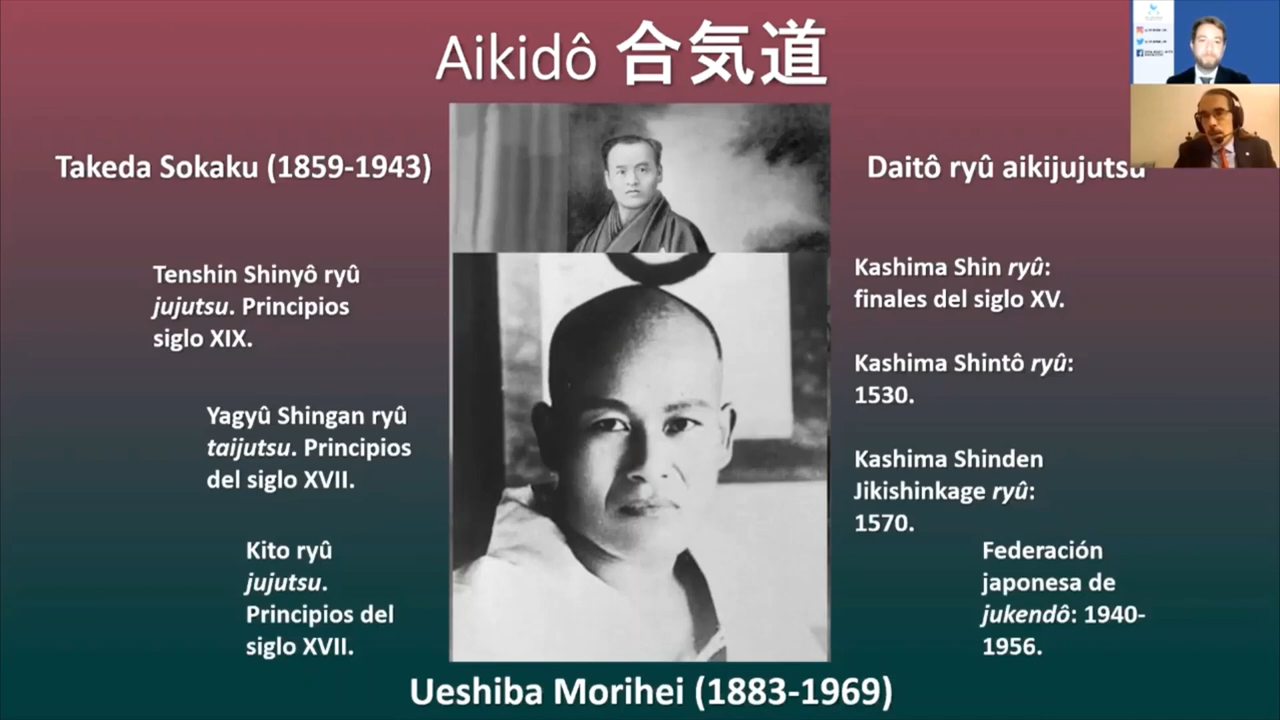 Aikidô 合気道
Takeda Sokaku (1859-1943)
Daitô ryû aikijujutsu
Tenshin Shinyô ryû
jujutsu. Principios
siglo XIX.
Yagyû Shingan ryû
taijutsu. Principios
del siglo XVII.
Kito ryû
jujutsu.
Principios del
siglo XVII.
Kashima Shin ryû:
finales del siglo XV.
Kashima Shintô ryû:
1530.
Kashima Shinden
Jikishinkage ryû:
1570.
Federación
japonesa de
jukendô: 1940-
1956.
Ueshiba Morihei (1883-1969)